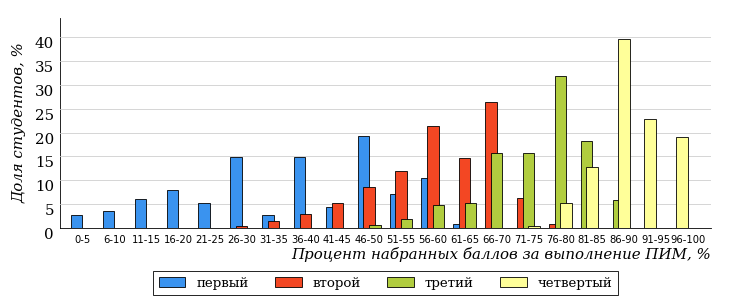 Доля студентов, %
40
35
30
25
20
15
10
5
0
0-5 6-10 11-15 16-20 21-25 26-30 31-35 36-40 41-45 46-50 51-55 56-60 61-65 66-70 71-75 76-80 81-85 86-90 91-95 96-100
Процент набранных баллов за выполнение ПИМ, %
первый второй третий четвертый